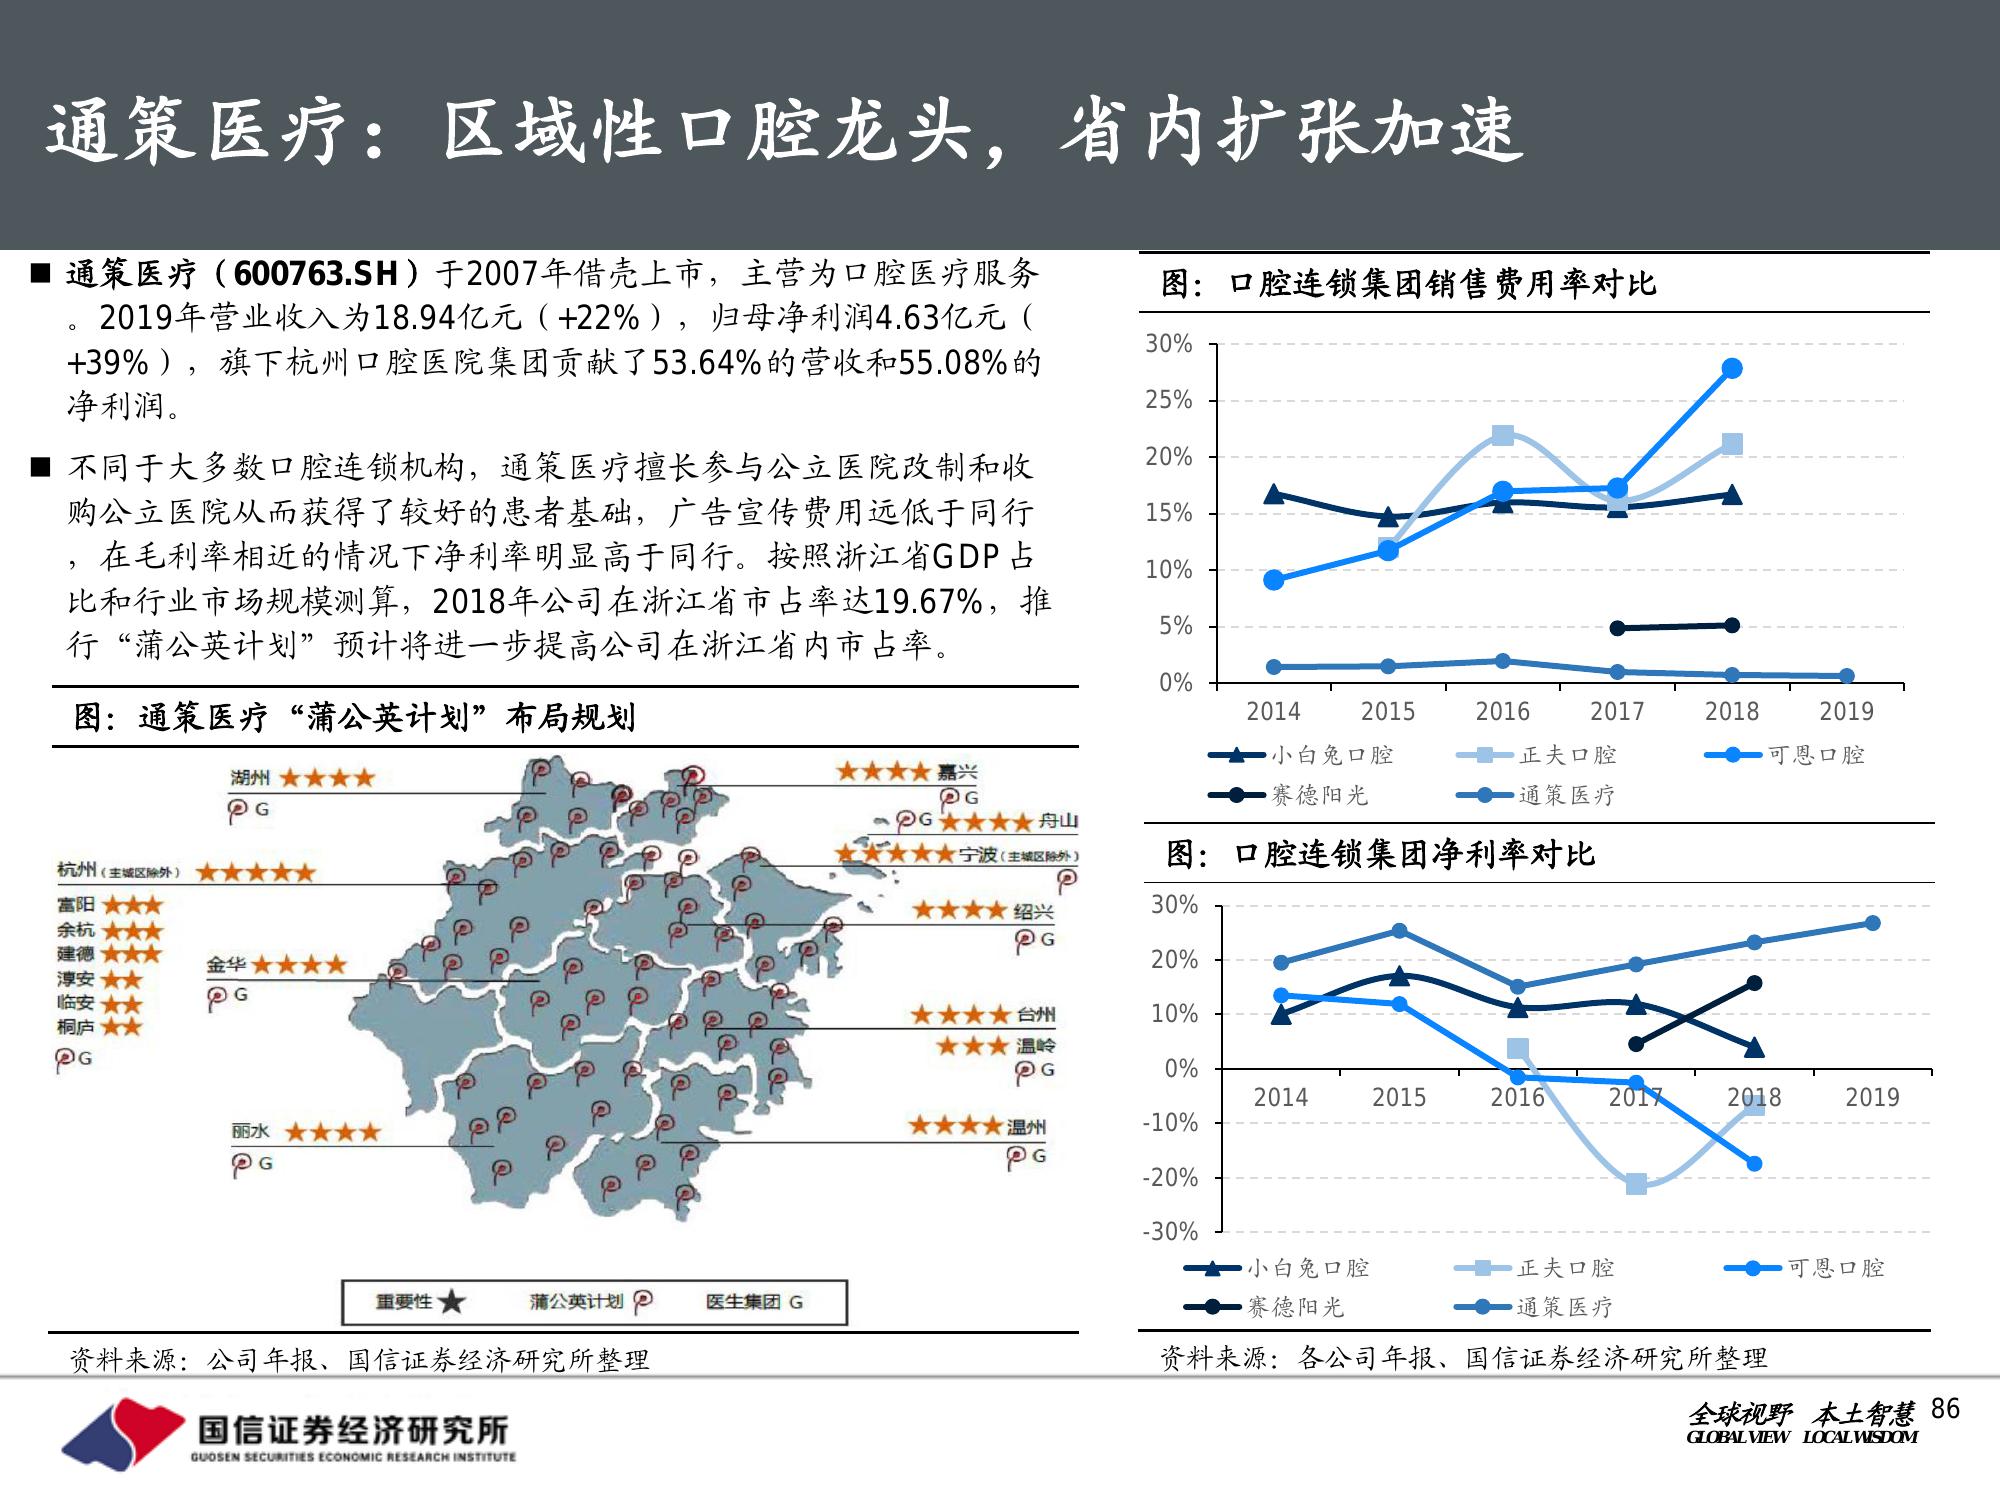 通策医疗：区域性口腔龙头，省内扩张加速
■ 通策医疗（600763.SH）于2007年借壳上市，主营为口腔医疗服务
。2019年营业收入为18.94亿元（+22%），归母净利润4.63亿元（
+39%），旗下杭州口腔医院集团贡献了53.64%的营收和55.08%的
净利润。
■ 不同于大多数口腔连锁机构，通策医疗擅长参与公立医院改制和收
购公立医院从而获得了较好的患者基础，广告宣传费用远低于同行
，在毛利率相近的情况下净利率明显高于同行。按照浙江省GDP占
比和行业市场规模测算，2018年公司在浙江省市占率达19.67%，推
行“蒲公英计划”预计将进一步提高公司在浙江省内市占率。
图：通策医疗“蒲公英计划”布局规划
湖州 ★★★★
G
杭州（主城区除外） ★★★★★
富阳 ★★★
余杭 ★★★
建德 ★★★
淳安 ★★
临安 ★★
桐庐 ★★
G
金华 ★★★★
G
丽水 ★★★★
G
★★★★ 嘉兴
G
G ★★★★ 舟山
★★★★★ 宁波（主城区除外）
★★★★ 绍兴
G
★★★★ 台州
★★★ 温岭
G
★★★★ 温州
G
重要性 ★ 蒲公英计划 医生集团 G
资料来源：公司年报、国信证券经济研究所整理
图：口腔连锁集团销售费用率对比
30%
25%
20%
15%
10%
5%
0%
2014 2015 2016 2017 2018 2019
小白兔口腔 正夫口腔 可恩口腔
赛德阳光 通策医疗
图：口腔连锁集团净利率对比
30%
20%
10%
0%
2014 2015 2016 2017 2018 2019
-10%
-20%
-30%
小白兔口腔 正夫口腔 可恩口腔
赛德阳光 通策医疗
资料来源：各公司年报、国信证券经济研究所整理
国信证券经济研究所
GUOSEN SECURITIES ECONOMIC RESEARCH INSTITUTE
全球视野 本土智慧
GLOBAL VIEW LOCAL WISDOM
86